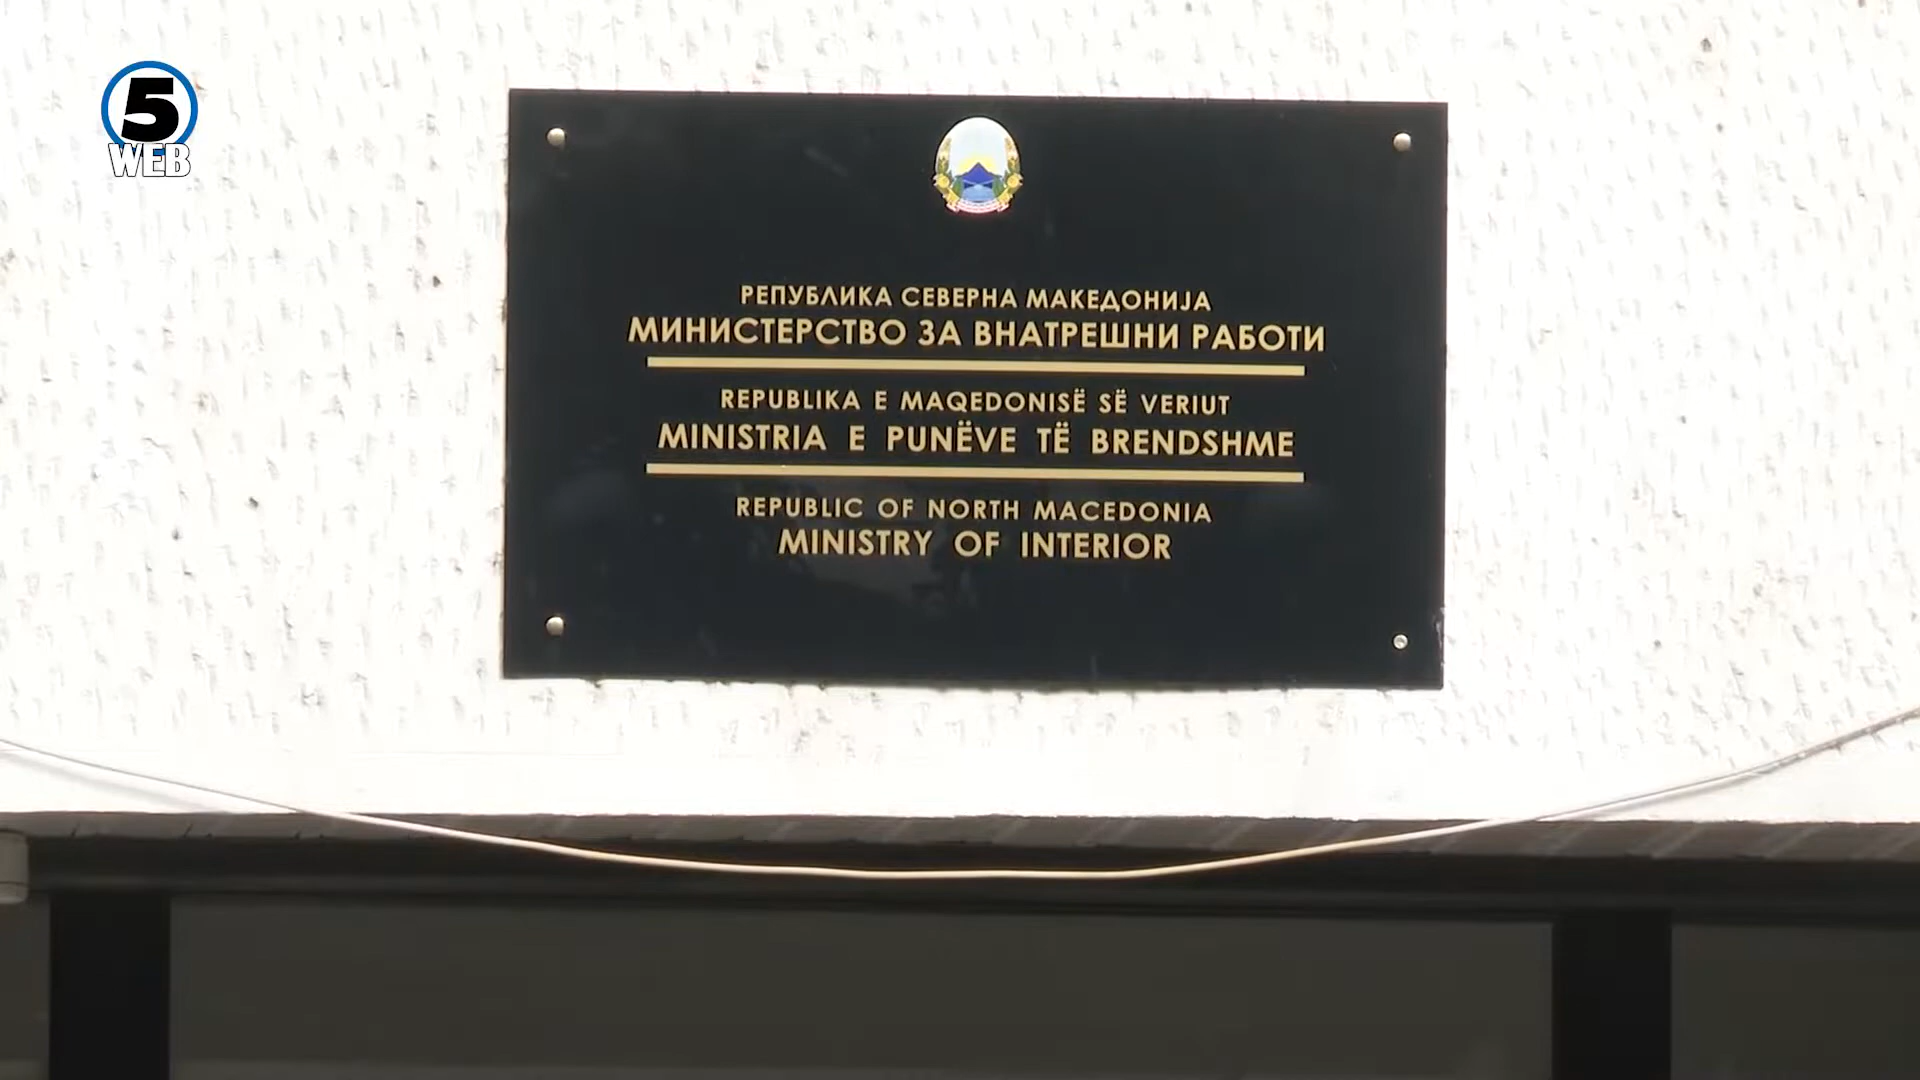 5
WEB
РЕПУБЛИКА СЕВЕРНА МАКЕДОНИЈА
МИНИСТЕРСТВО ЗА ВНАТРЕШНИ РАБОТИ
REPUBLIKA E MAQEDONISË SË VERIUT
MINISTRIA E PUNËVE TË BRENDSHME
REPUBLIC OF NORTH MACEDONIA
MINISTRY OF INTERIOR